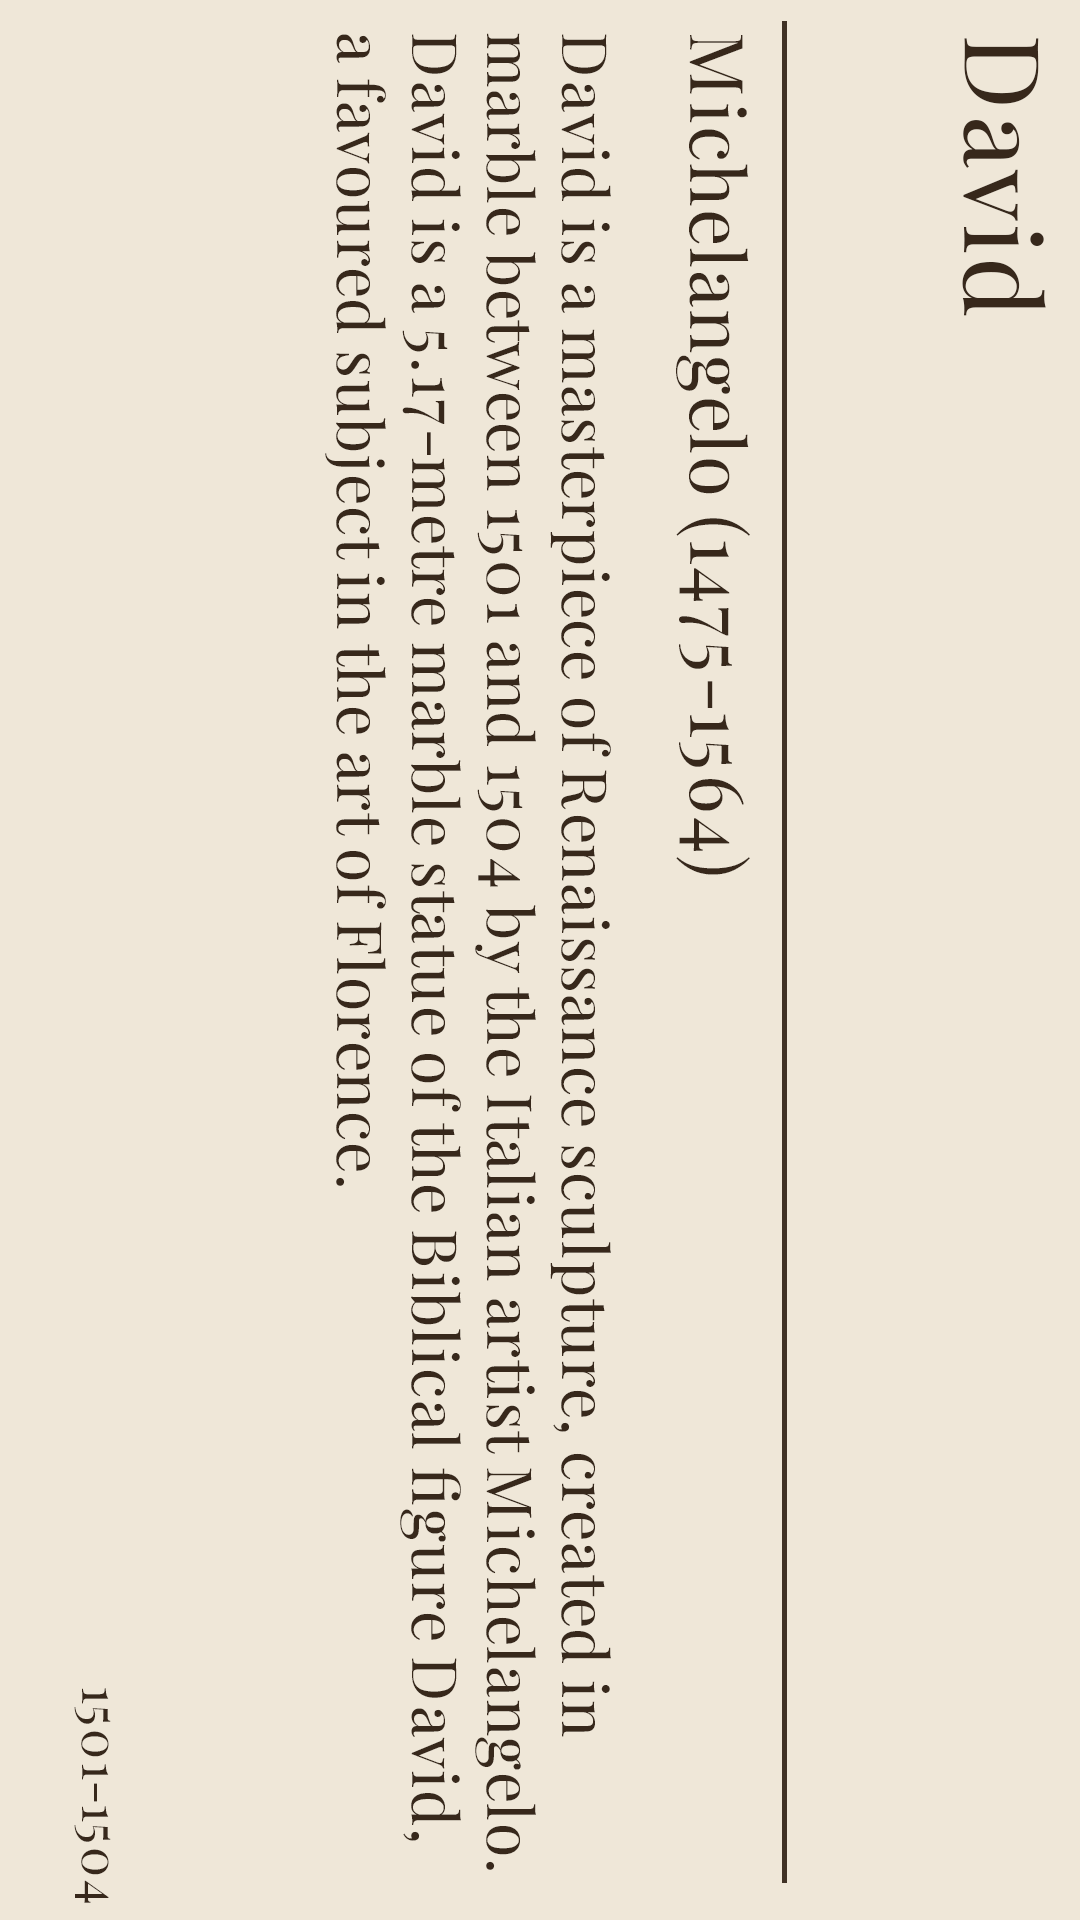 David
Michelangelo (1475-1564)
David is a masterpiece of Renaissance sculpture, created in
marble between 1501 and 1504 by the Italian artist Michelangelo.
David is a 5.17-metre marble statue of the Biblical figure David,
a favoured subject in the art of Florence.
1501-1504